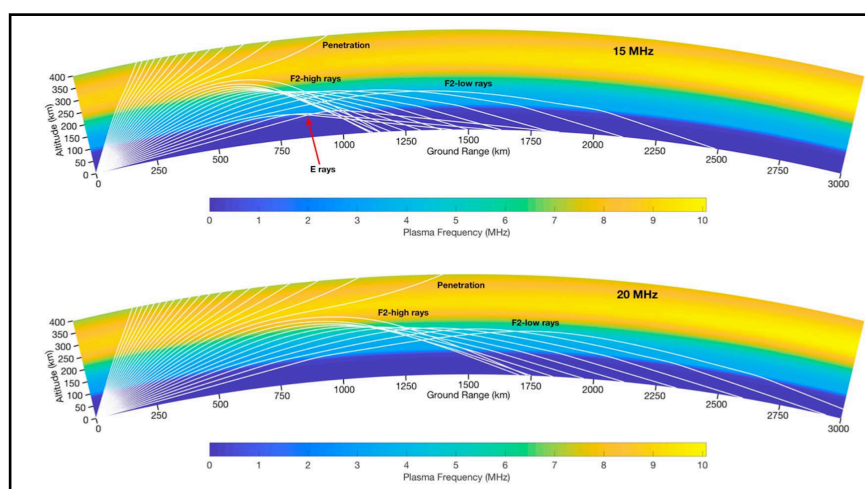 Penetration
15 MHz
F2-high rays
F2-low rays
400
350
300
250
200
150
100
50
0
Altitude (km)
0
250
500
750
1000
1250
1500
1750
2000
2250
2500
2750
3000
Ground Range (km)
E rays
0 1 2 3 4 5 6 7 8 9 10
Plasma Frequency (MHz)
Penetration
20 MHz
F2-high rays
F2-low rays
400
350
300
250
200
150
100
50
0
Altitude (km)
0
250
500
750
1000
1250
1500
1750
2000
2250
2500
2750
3000
Ground Range (km)
0 1 2 3 4 5 6 7 8 9 10
Plasma Frequency (MHz)